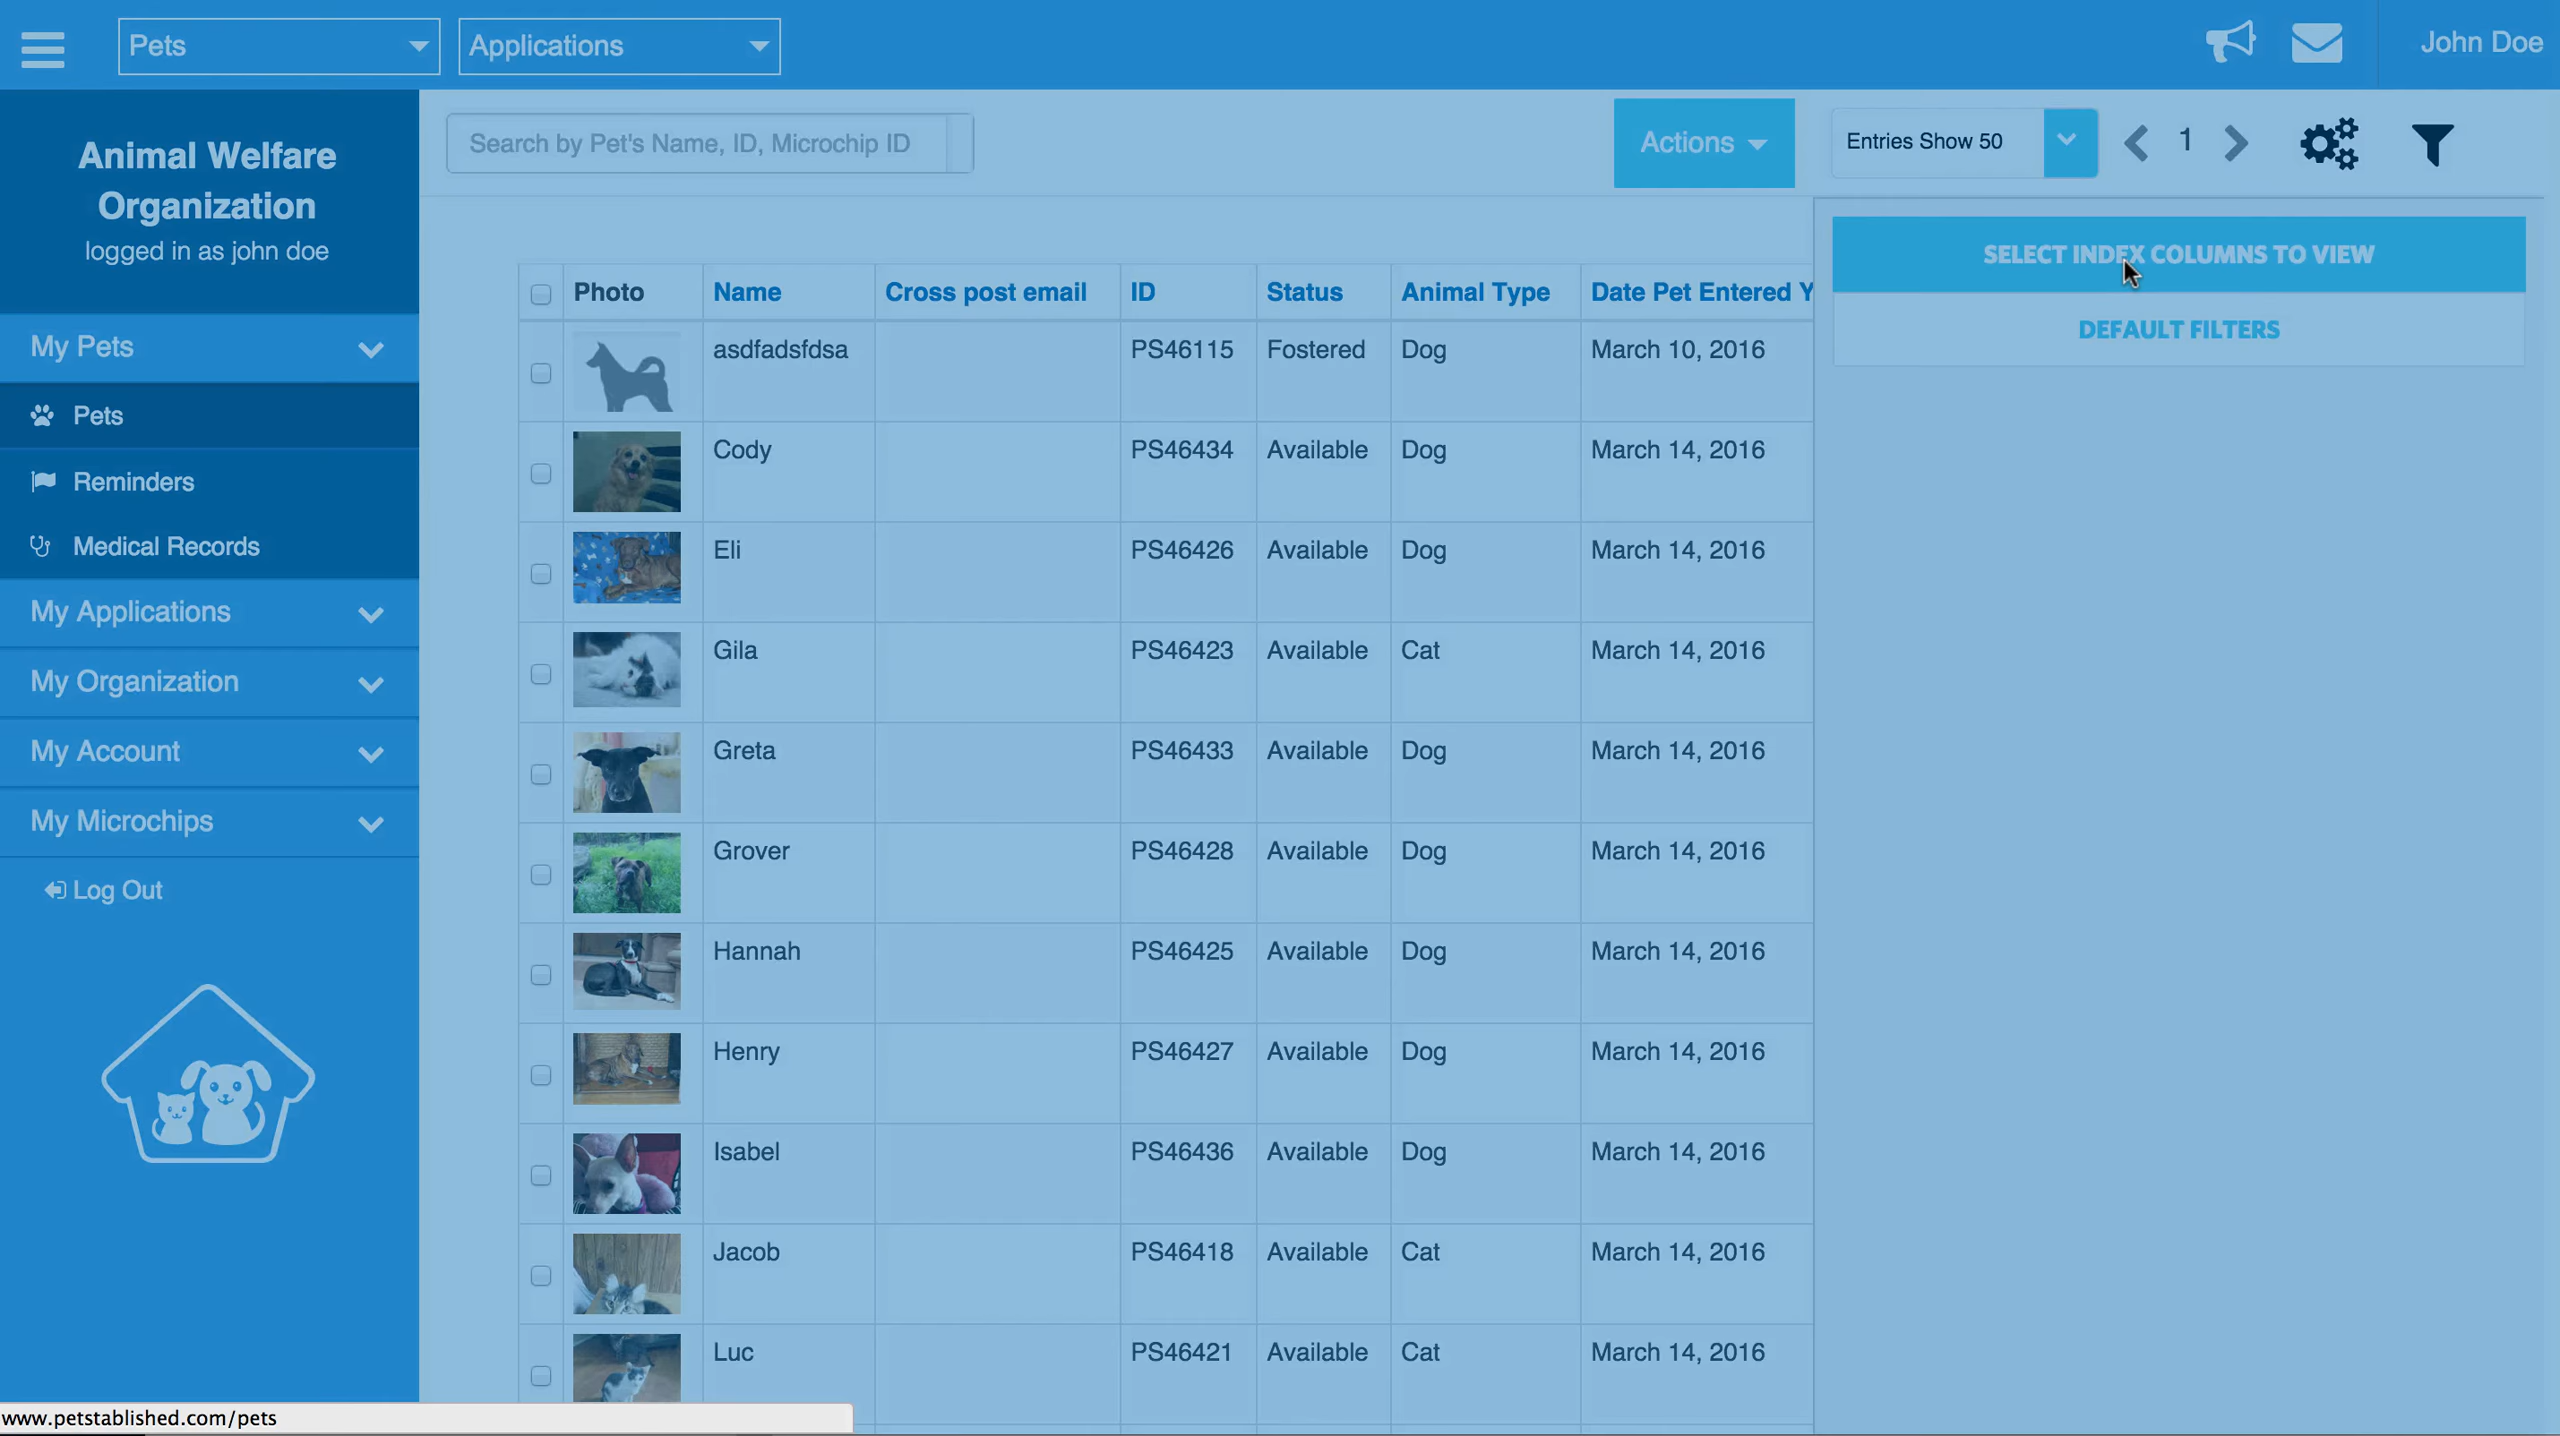 Pets
Applications
John Doe
Animal Welfare
Organization
logged in as john doe
My Pets
Pets
Reminders
Medical Records
My Applications
My Organization
My Account
My Microchips
Log Out
Search by Pet's Name, ID, Microchip ID
Actions
Entries Show 50
1
SELECT INDEX COLUMNS TO VIEW
DEFAULT FILTERS
Photo Name Cross post email ID Status Animal Type Date Pet Entered Y
asdfadsfdsa PS46115 Fostered Dog March 10, 2016
Cody PS46434 Available Dog March 14, 2016
Eli PS46426 Available Dog March 14, 2016
Gila PS46423 Available Cat March 14, 2016
Greta PS46433 Available Dog March 14, 2016
Grover PS46428 Available Dog March 14, 2016
Hannah PS46425 Available Dog March 14, 2016
Henry PS46427 Available Dog March 14, 2016
Isabel PS46436 Available Dog March 14, 2016
Jacob PS46418 Available Cat March 14, 2016
Luc PS46421 Available Cat March 14, 2016
www.petstablished.com/pets